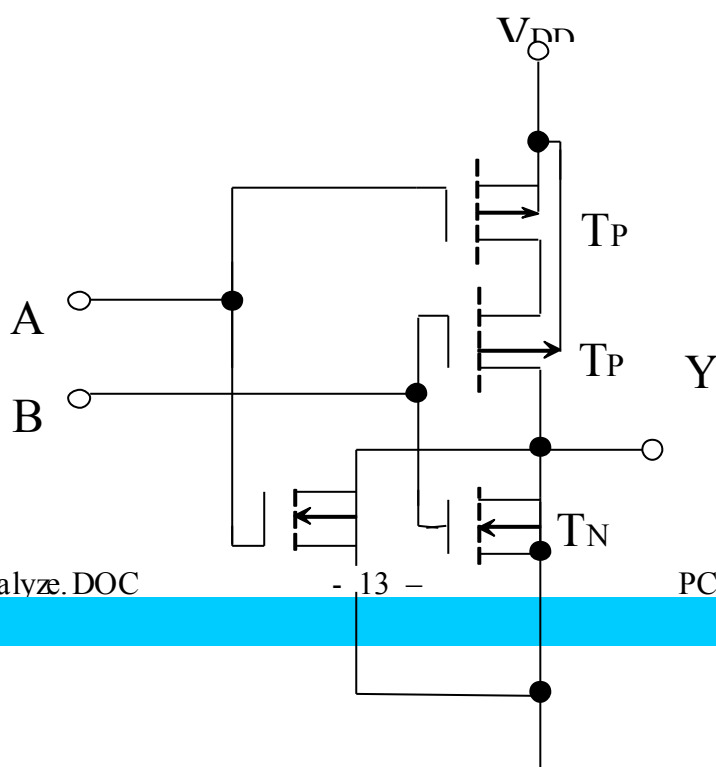 VDD
TP
A
TP
Y
B
TN
alyze.DOC - 13 – PC